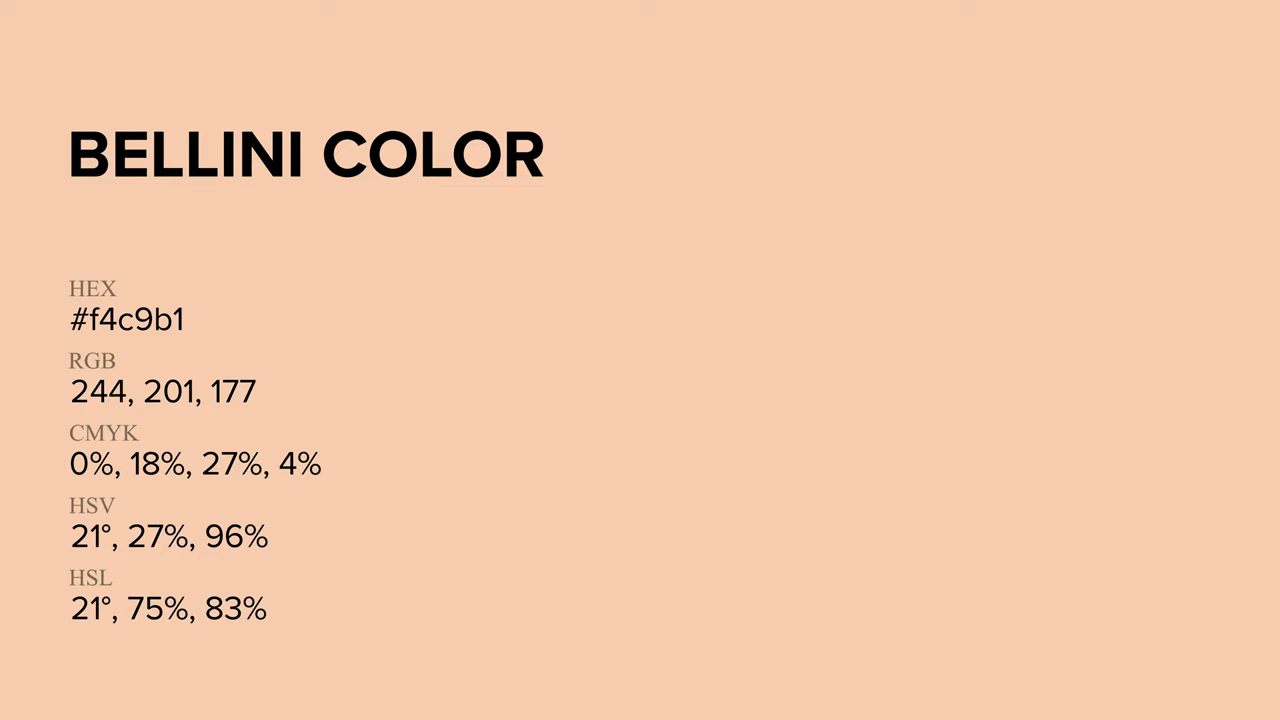 BELLINI COLOR
HEX
#f4c9b1
RGB
244, 201, 177
CMYK
0%, 18%, 27%, 4%
HSV
21°, 27%, 96%
HSL
21°, 75%, 83%